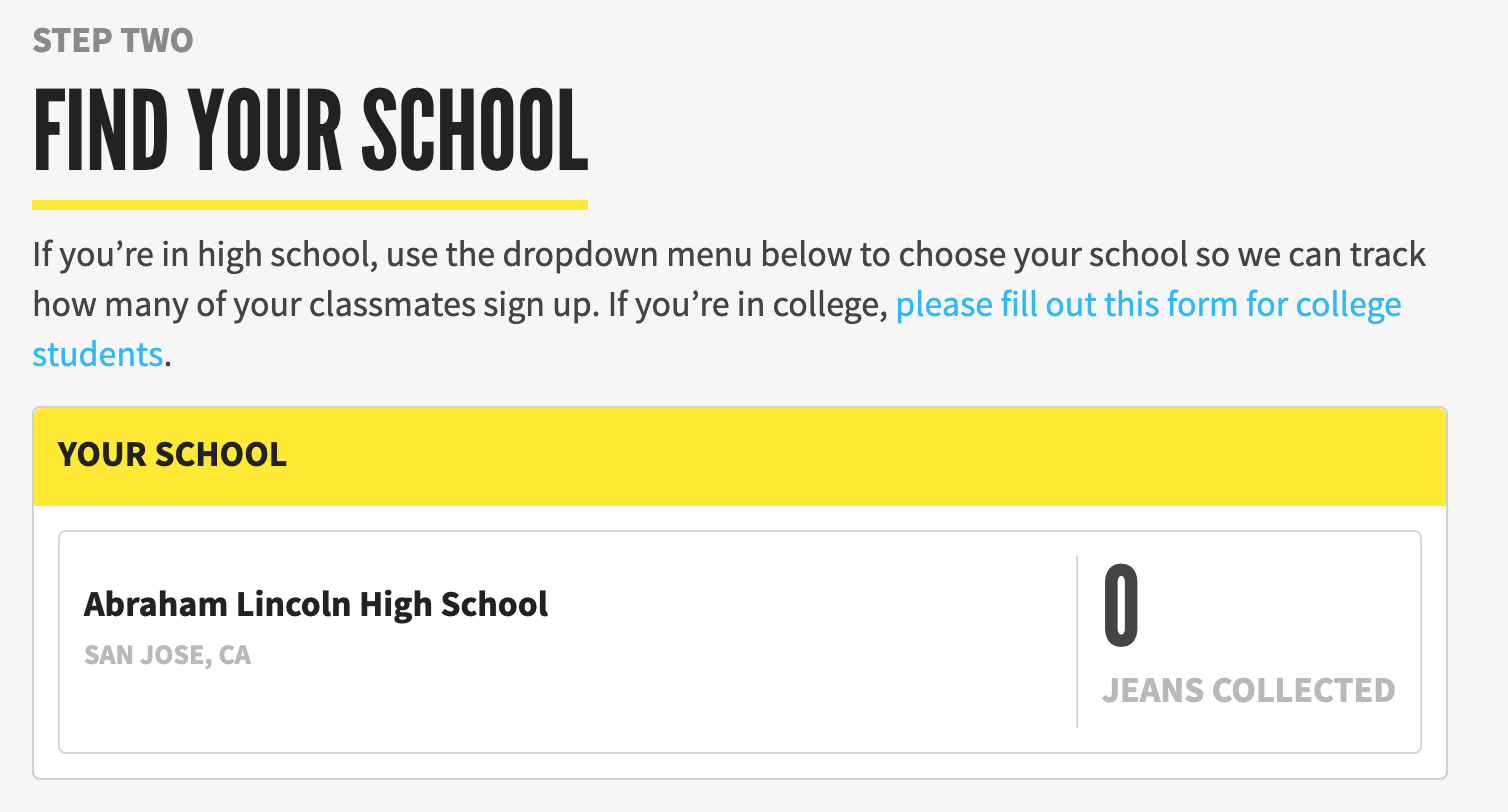 STEP TWO
FIND YOUR SCHOOL
If you’re in high school, use the dropdown menu below to choose your school so we can track
how many of your classmates sign up. If you’re in college, please fill out this form for college
students.
YOUR SCHOOL
Abraham Lincoln High School
SAN JOSE, CA
0
JEANS COLLECTED